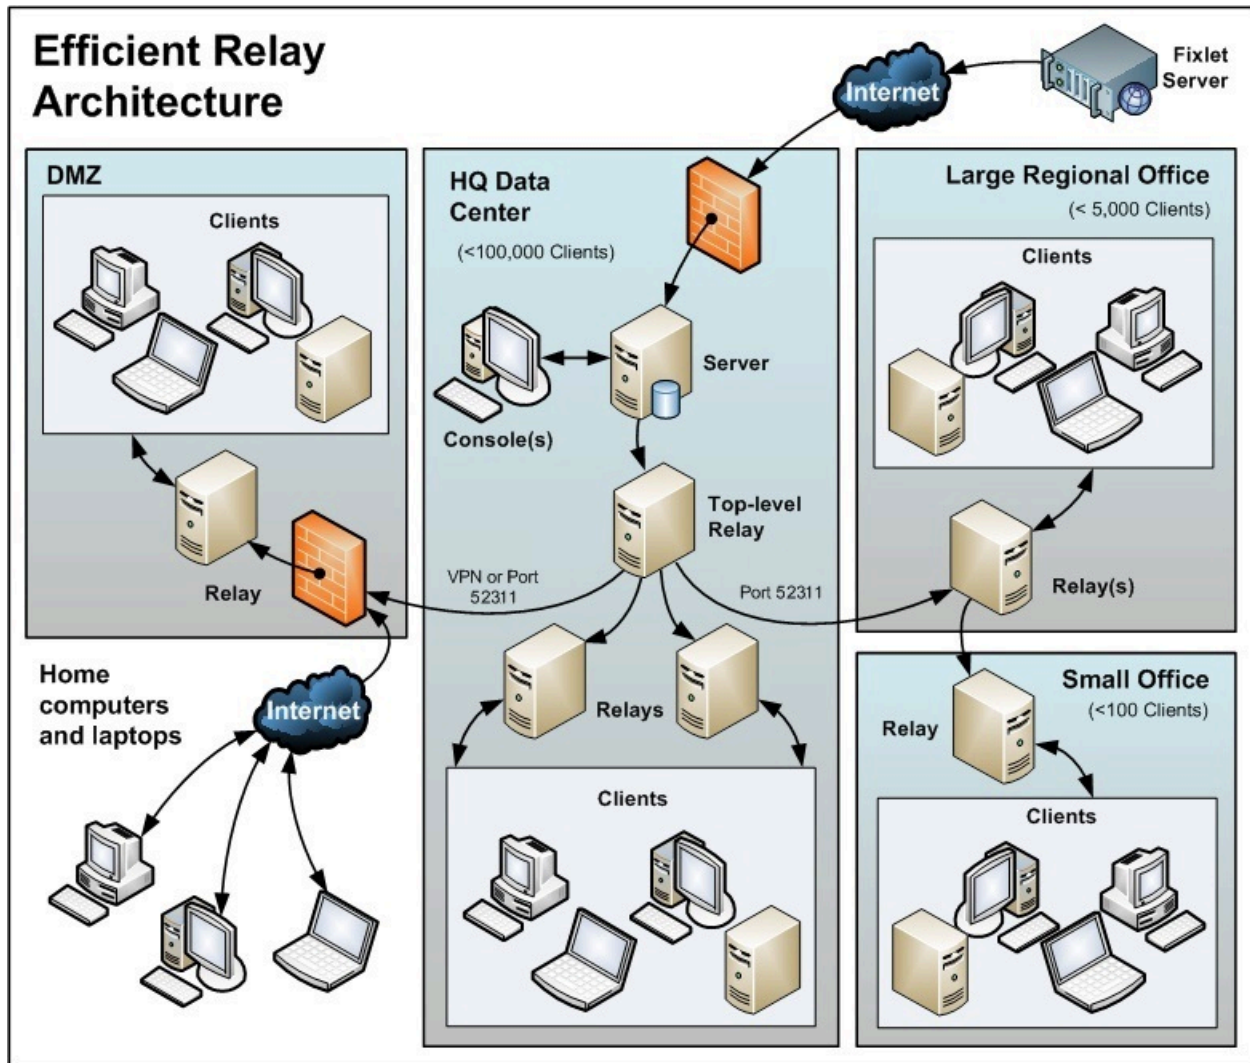 Efficient Relay
Architecture
Internet
Fixlet
Server
DMZ
Clients
HQ Data
Center
(<100,000 Clients)
Server
Console(s)
Top-level
Relay
VPN or Port
52311
Port 52311
Relays
Clients
Large Regional Office
(< 5,000 Clients)
Clients
Relay(s)
Relay
Home
computers
and laptops
Internet
Small Office
(<100 Clients)
Relay
Clients